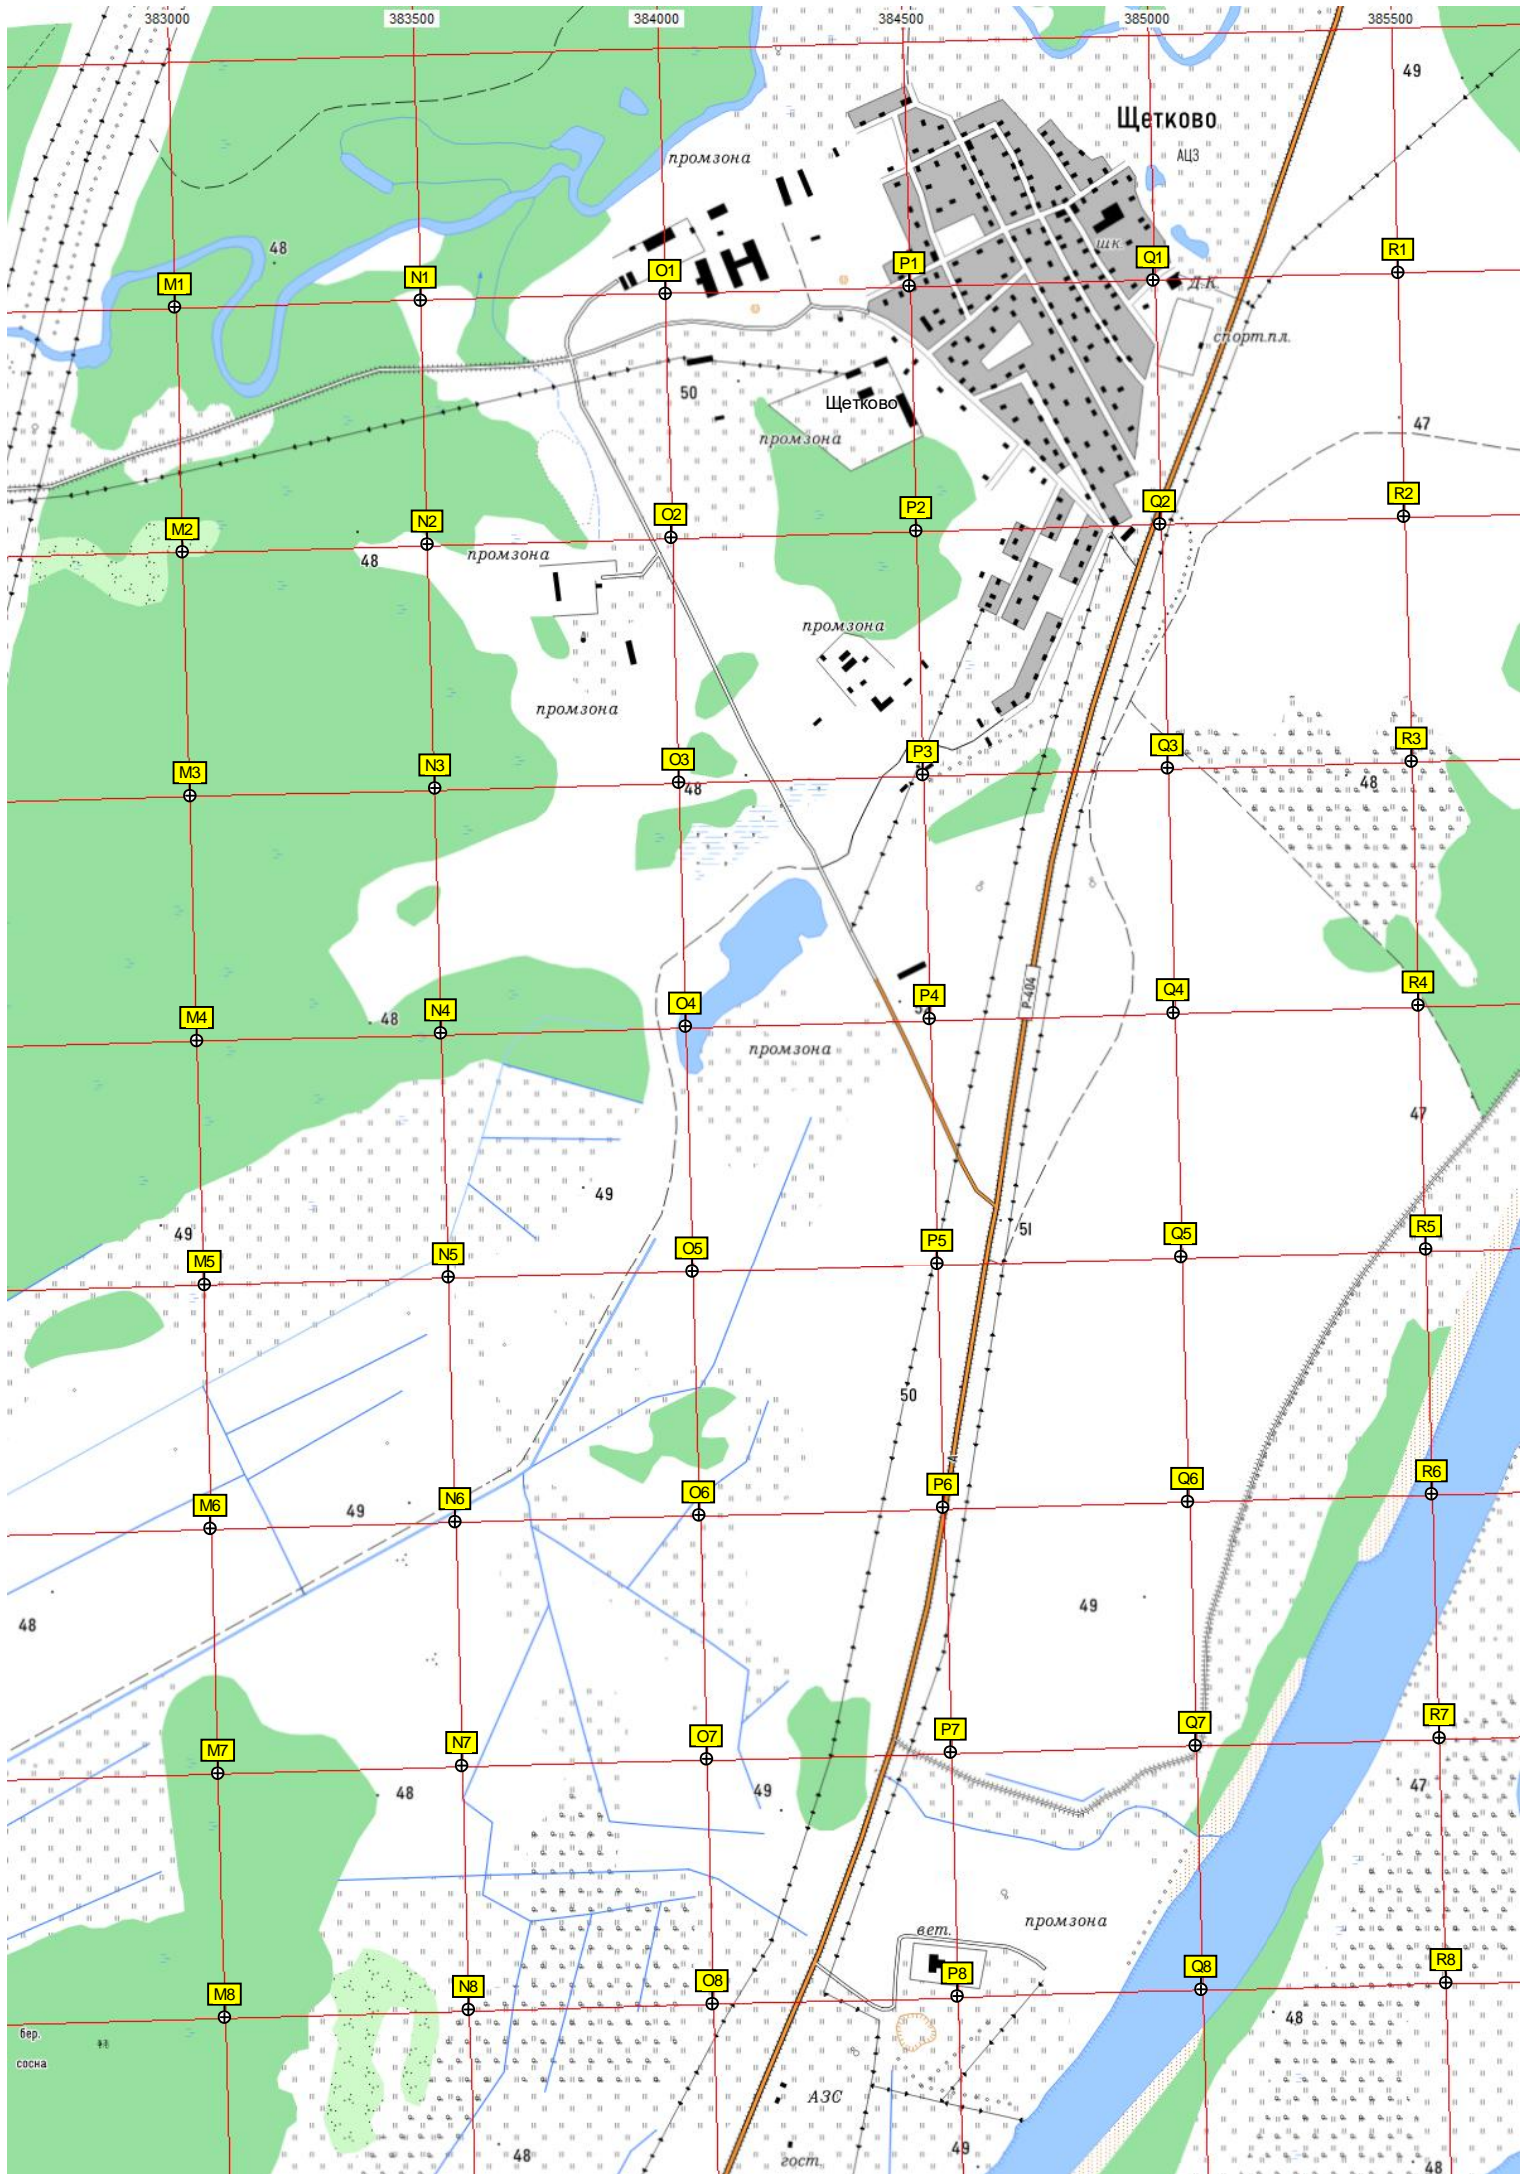 383000 383500 384000 384500 385000 385500
49
Щетково
АЦЗ
промзона
48
шк.
M1 N1 O1 P1 Q1 R1
Д.К.
спорт.пл.
50
Щетково
промзона
47
M2 N2 O2 P2 Q2 R2
48
промзона
промзона
промзона
M3 N3 O3 P3 Q3 R3
48
48
M4 N4 O4 P4 Q4 R4
48
Р-404
промзона
47
49
49
51
M5 N5 O5 P5 Q5 R5
50
А
M6 N6 O6 P6 Q6 R6
49
49
48
M7 N7 O7 P7 Q7 R7
48
49
47
вет.
промзона
M8 N8 O8 P8 Q8 R8
48
бер.
сосна
АЗС
48
49
гост.
48